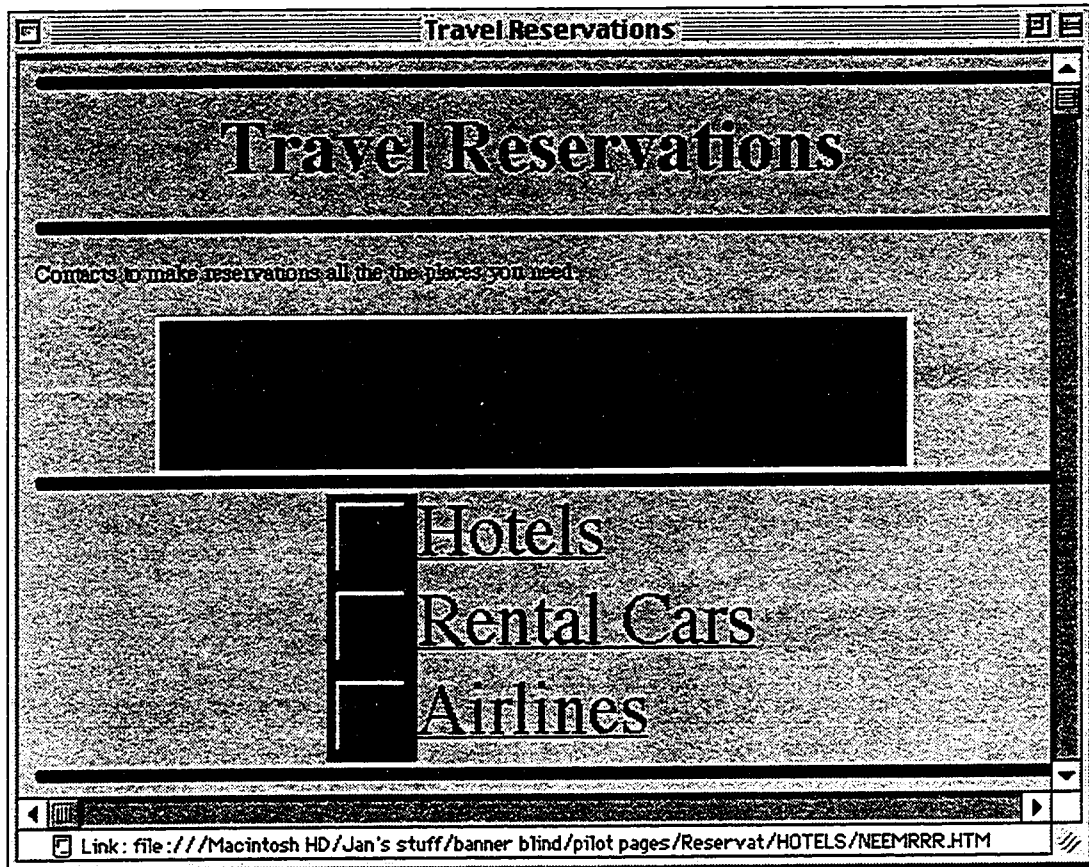 Travel Reservations
Travel Reservations
Contacts to make reservations all the the places you need
Hotels
Rental Cars
Airlines
Link: file:///Macintosh HD/Jan's stuff/banner blind/pilot pages/Reservat/HOTELS/NEEMRRR.HTM